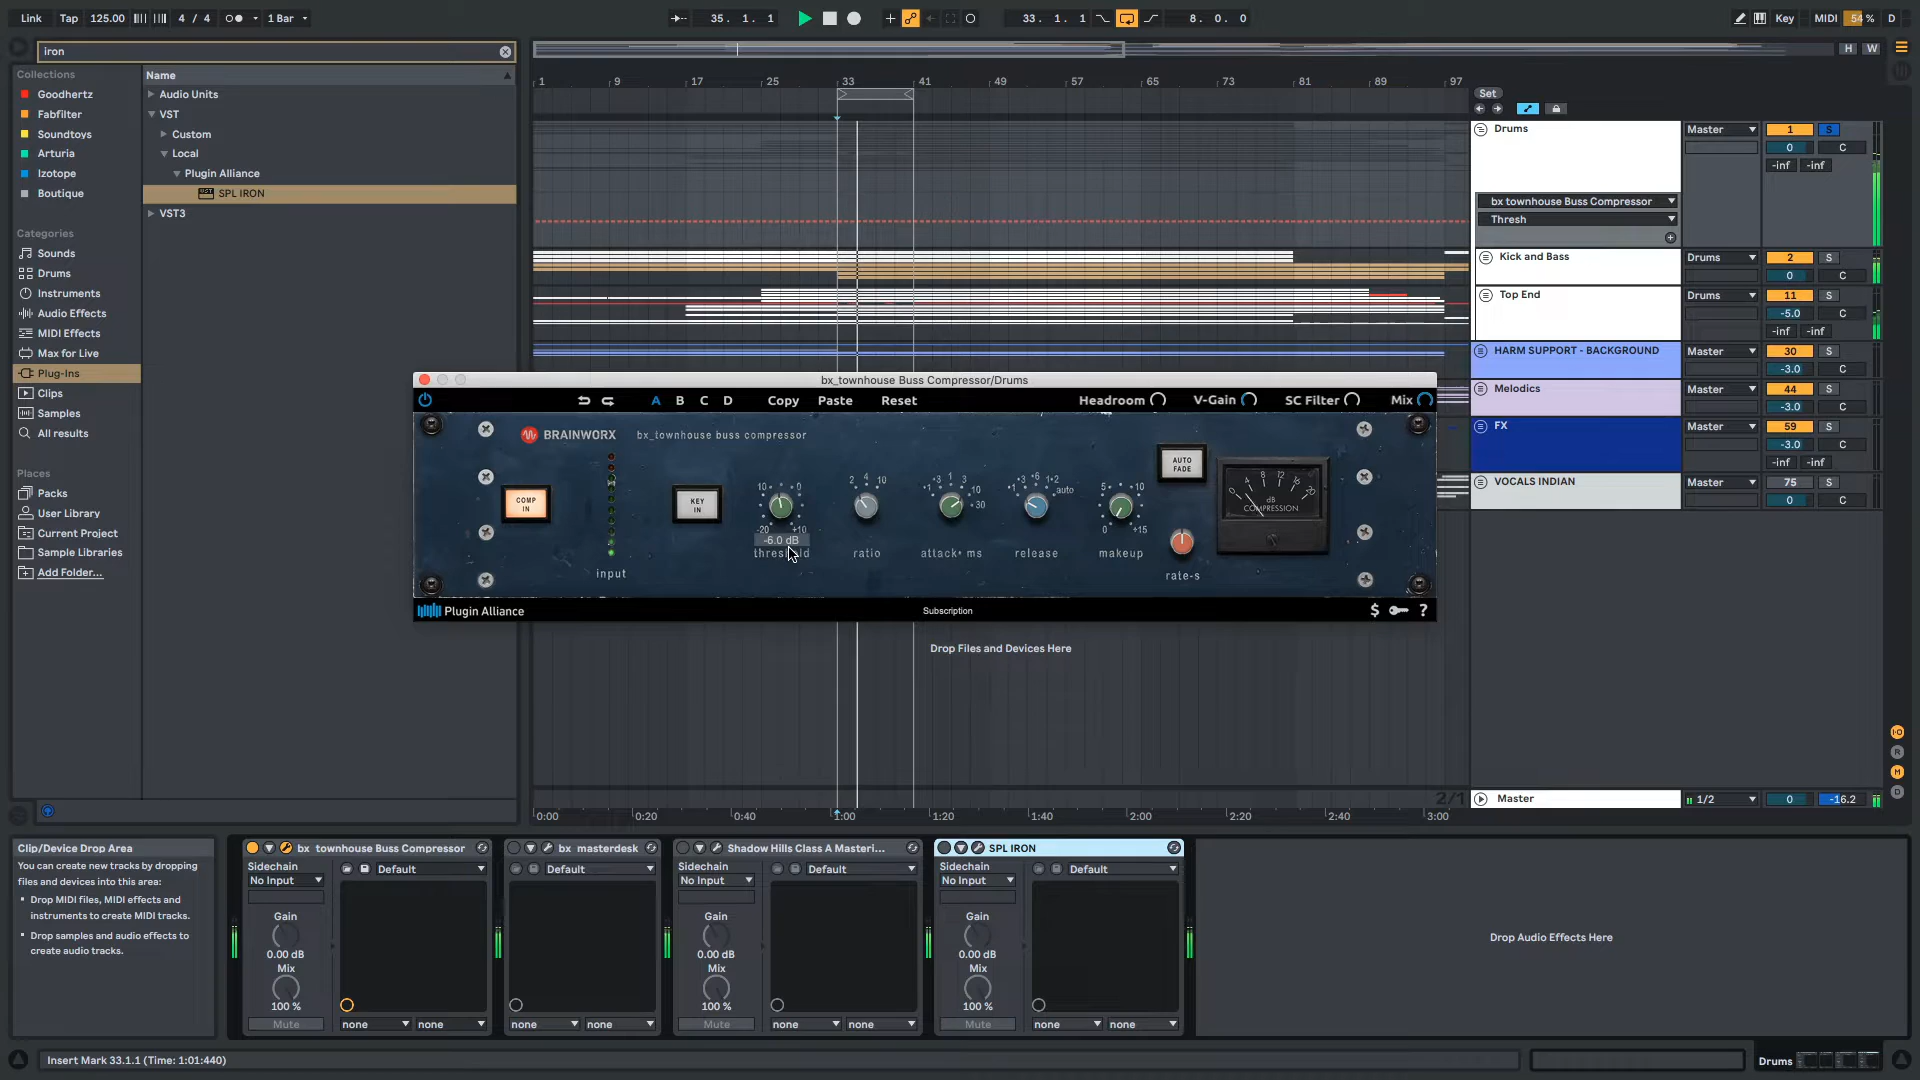 Link Tap 125.00 4 / 4 1 Bar 35. 1. 1 33. 1. 1 8. 0. 0 Key MIDI 54 % D
iron
H W
Collections
Goodhertz
Fabfilter
Soundtoys
Arturia
Izotope
Boutique
Categories
Sounds
Drums
Instruments
Audio Effects
MIDI Effects
Max for Live
Plug-Ins
Clips
Samples
All results
Places
Packs
User Library
Current Project
Sample Libraries
Add Folder...
Name
Audio Units
VST
Custom
Local
Plugin Alliance
SPL IRON
VST3
1 9 17 25 33 41 49 57 65 73 81 89 97
Set
Drums Master 1 S
0 C
-inf -inf
bx townhouse Buss Compressor
Thresh
Kick and Bass Drums 2 S
0 C
Top End Drums 11 S
-5.0 C
-inf -inf
HARM SUPPORT - BACKGROUND Master 30 S
-3.0 C
Melodics Master 44 S
-3.0 C
FX Master 59 S
-3.0 C
-inf -inf
VOCALS INDIAN Master 75 S
0 C
bx_townhouse Buss Compressor/Drums
A B C D Copy Paste Reset Headroom V-Gain SC Filter Mix
BRAINWORX bx_townhouse buss compressor
COMP IN
input
KEY IN
10 0
-20 +10
-6.0 dB
threshold
2 4 10
ratio
.1 .3 1 3 10 +30
attack• ms
.1 .3 .6 1.2 auto
release
5 10
0 +15
makeup
AUTO FADE
rate-s
0 4 8 12 16 20
dB
COMPRESSION
Plugin Alliance
Subscription
$ ?
Drop Files and Devices Here
2/1
Master 1/2 0 -16.2
0:00 0:20 0:40 1:00 1:20 1:40 2:00 2:20 2:40 3:00
I·O
R
M
D
Clip/Device Drop Area
You can create new tracks by dropping
files and devices into this area:
Drop MIDI files, MIDI effects and
instruments to create MIDI tracks.
Drop samples and audio effects to
create audio tracks.
bx townhouse Buss Compressor
Sidechain
No Input
Default
Gain
0.00 dB
Mix
100 %
Mute
none none
bx masterdesk
Default
none none
Shadow Hills Class A Masteri...
Sidechain
No Input
Default
Gain
0.00 dB
Mix
100 %
Mute
none none
SPL IRON
Sidechain
No Input
Default
Gain
0.00 dB
Mix
100 %
Mute
none none
Drop Audio Effects Here
Insert Mark 33.1.1 (Time: 1:01:440)
Drums